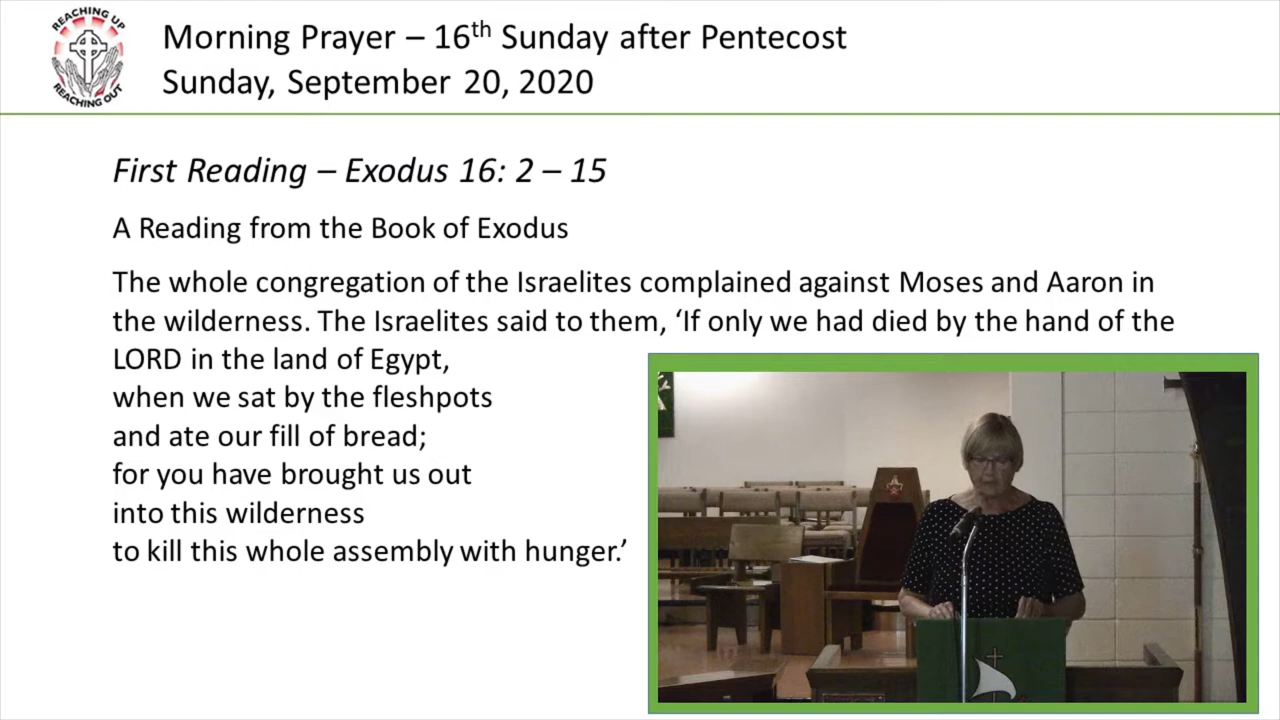 REACHING UP
REACHING OUT
Morning Prayer – 16th Sunday after Pentecost
Sunday, September 20, 2020
First Reading – Exodus 16: 2 – 15
A Reading from the Book of Exodus
The whole congregation of the Israelites complained against Moses and Aaron in
the wilderness. The Israelites said to them, ‘If only we had died by the hand of the
LORD in the land of Egypt,
when we sat by the fleshpots
and ate our fill of bread;
for you have brought us out
into this wilderness
to kill this whole assembly with hunger.’